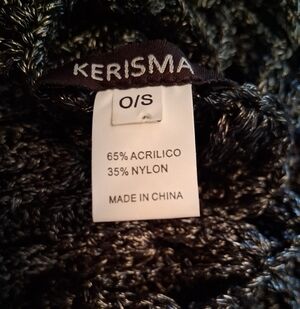 KERISMA
O/S
65% ACRILICO
35% NYLON
MADE IN CHINA